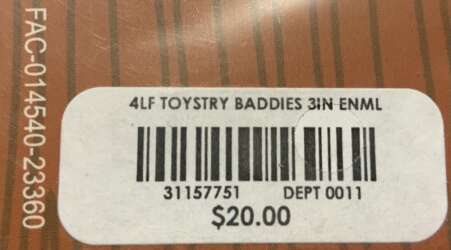 FAC-014540-23360
4LF TOYSTRY BADDIES 3IN ENML
31157751 DEPT 0011
$20.00